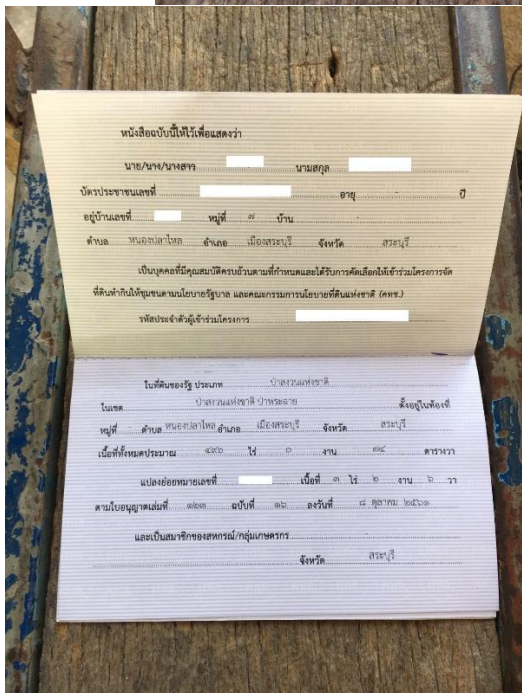 หนังสือฉบับนี้ให้ไว้เพื่อแสดงว่า
นาย/นาง/นางสาว นามสกุล
บัตรประชาชนเลขที่ อายุ - ปี
อยู่บ้านเลขที่ หมู่ที่ ๗ บ้าน -
ตำบล หนองปลาไหล อำเภอ เมืองสระบุรี จังหวัด สระบุรี
เป็นบุคคลที่มีคุณสมบัติครบถ้วนตามที่กำหนดและได้รับการคัดเลือกให้เข้าร่วมโครงการจัด
ที่ดินทำกินให้ชุมชนตามนโยบายรัฐบาล และคณะกรรมการนโยบายที่ดินแห่งชาติ (คทช.)
รหัสประจำตัวผู้เข้าร่วมโครงการ
ในที่ดินของรัฐ ประเภท ป่าสงวนแห่งชาติ
ในเขต ป่าสงวนแห่งชาติ ป่าพระฉาย ตั้งอยู่ในท้องที่
หมู่ที่ - ตำบล หนองปลาไหล อำเภอ เมืองสระบุรี จังหวัด สระบุรี
เนื้อที่ทั้งหมดประมาณ ไร่ ๐ งาน ตารางวา
แปลงย่อยหมายเลขที่ เนื้อที่ ๓ ไร่ ๒ งาน ๖ วา
ตามใบอนุญาตเล่มที่ ๑๒๓ ฉบับที่ ๑๖ ลงวันที่ ๘ ตุลาคม ๒๕๖๑
และเป็นสมาชิกของสหกรณ์/กลุ่มเกษตรกร -
จังหวัด สระบุรี